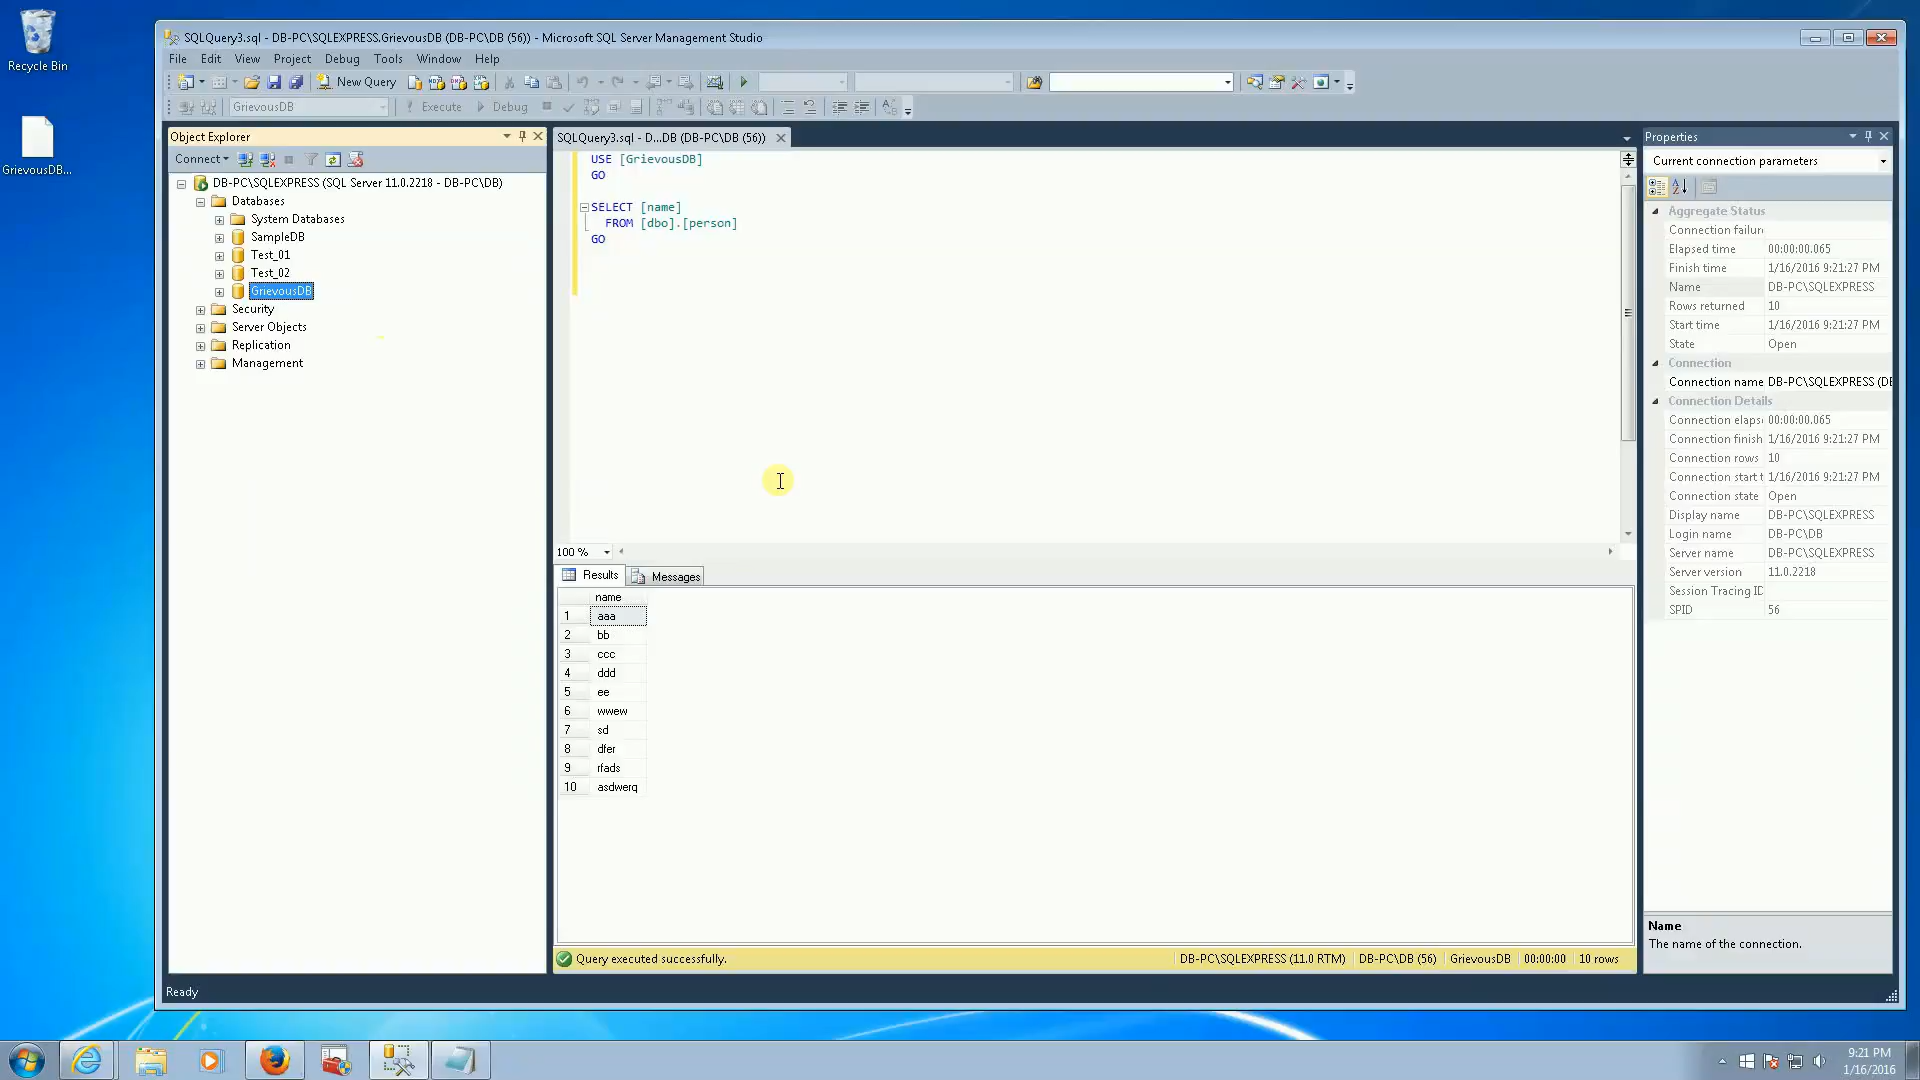 Recycle Bin
GrievousDB...
SQLQuery3.sql - DB-PC\SQLEXPRESS.GrievousDB (DB-PC\DB (56)) - Microsoft SQL Server Management Studio
File Edit View Project Debug Tools Window Help
New Query
GrievousDB Execute Debug
Object Explorer
Connect
DB-PC\SQLEXPRESS (SQL Server 11.0.2218 - DB-PC\DB)
Databases
System Databases
SampleDB
Test_01
Test_02
GrievousDB
Security
Server Objects
Replication
Management
SQLQuery3.sql - D...DB (DB-PC\DB (56))
USE [GrievousDB]
GO
SELECT [name]
FROM [dbo].[person]
GO
100 %
Results Messages
name
1 aaa
2 bb
3 ccc
4 ddd
5 ee
6 wwew
7 sd
8 dfer
9 rfads
10 asdwerq
Query executed successfully. DB-PC\SQLEXPRESS (11.0 RTM) DB-PC\DB (56) GrievousDB 00:00:00 10 rows
Properties
Current connection parameters
Aggregate Status
Connection failur
Elapsed time 00:00:00.065
Finish time 1/16/2016 9:21:27 PM
Name DB-PC\SQLEXPRESS
Rows returned 10
Start time 1/16/2016 9:21:27 PM
State Open
Connection
Connection name DB-PC\SQLEXPRESS (DB
Connection Details
Connection elaps 00:00:00.065
Connection finish 1/16/2016 9:21:27 PM
Connection rows 10
Connection start t 1/16/2016 9:21:27 PM
Connection state Open
Display name DB-PC\SQLEXPRESS
Login name DB-PC\DB
Server name DB-PC\SQLEXPRESS
Server version 11.0.2218
Session Tracing ID
SPID 56
Name
The name of the connection.
Ready
9:21 PM
1/16/2016